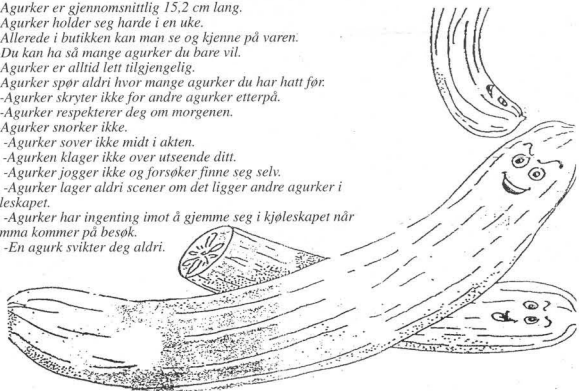 Agurker er gjennomsnittlig 15,2 cm lang.
Agurker holder seg harde i en uke.
Allerede i butikken kan man se og kjenne på varen.
Du kan ha så mange agurker du bare vil.
Agurker er alltid lett tilgjengelig.
Agurker spør aldri hvor mange agurker du har hatt før.
-Agurker skryter ikke for andre agurker etterpå.
-Agurker respekterer deg om morgenen.
Agurker snorker ikke.
-Agurker sover ikke midt i akten.
-Agurken klager ikke over utseende ditt.
-Agurker jogger ikke og forsøker finne seg selv.
-Agurker lager aldri scener om det ligger andre agurker i
leskapet.
-Agurker har ingenting imot å gjemme seg i kjøleskapet når
mma kommer på besøk.
-En agurk svikter deg aldri.